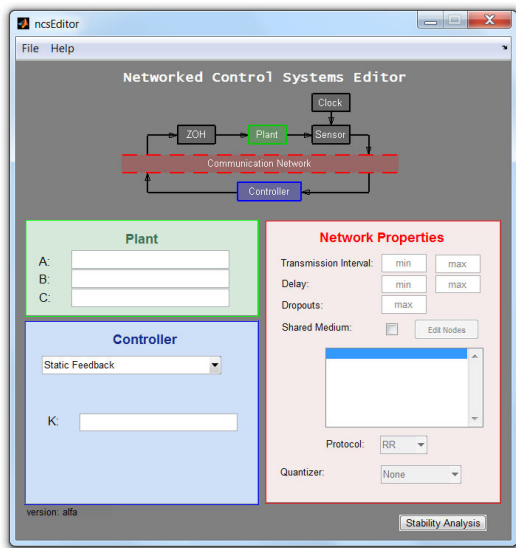 ncsEditor
File Help
Networked Control Systems Editor
Clock
ZOH Plant Sensor
Communication Network
Controller
Plant
A:
B:
C:
Controller
Static Feedback
K:
version: alfa
Network Properties
Transmission Interval: min max
Delay: min max
Dropouts: max
Shared Medium: Edit Nodes
Protocol: RR
Quantizer: None
Stability Analysis